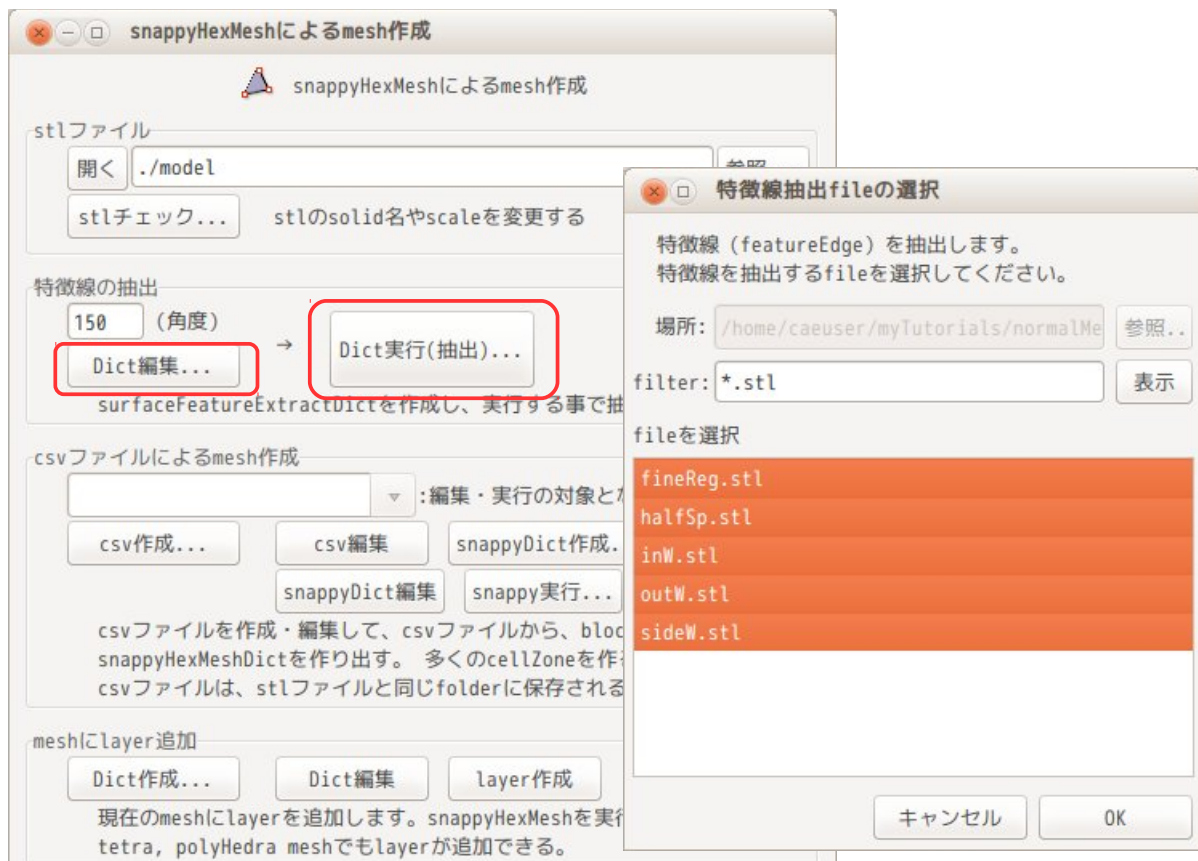 snappyHexMeshによるmesh作成
snappyHexMeshによるmesh作成
stlファイル
開く ./model
stlチェック... stlのsolid名やscaleを変更する
特徴線の抽出
150 (角度)
→
Dict編集... Dict実行(抽出)...
surfaceFeatureExtractDictを作成し、実行する事で抽
csvファイルによるmesh作成
:編集・実行の対象と
csv作成... csv編集 snappyDict作成.
snappyDict編集 snappy実行...
csvファイルを作成・編集して、csvファイルから、bloc
snappyHexMeshDictを作り出す。 多くのcellZoneを作
csvファイルは、stlファイルと同じfolderに保存される
meshにlayer追加
Dict作成... Dict編集 layer作成
現在のmeshにlayerを追加します。snappyHexMeshを実行
tetra, polyHedra meshでもlayerが追加できる。
特徴線抽出fileの選択
特徴線（featureEdge）を抽出します。
特徴線を抽出するfileを選択してください。
場所: /home/caeuser/myTutorials/normalMe 参照..
filter: *.stl 表示
fileを選択
fineReg.stl
halfSp.stl
inW.stl
outW.stl
sideW.stl
キャンセル OK